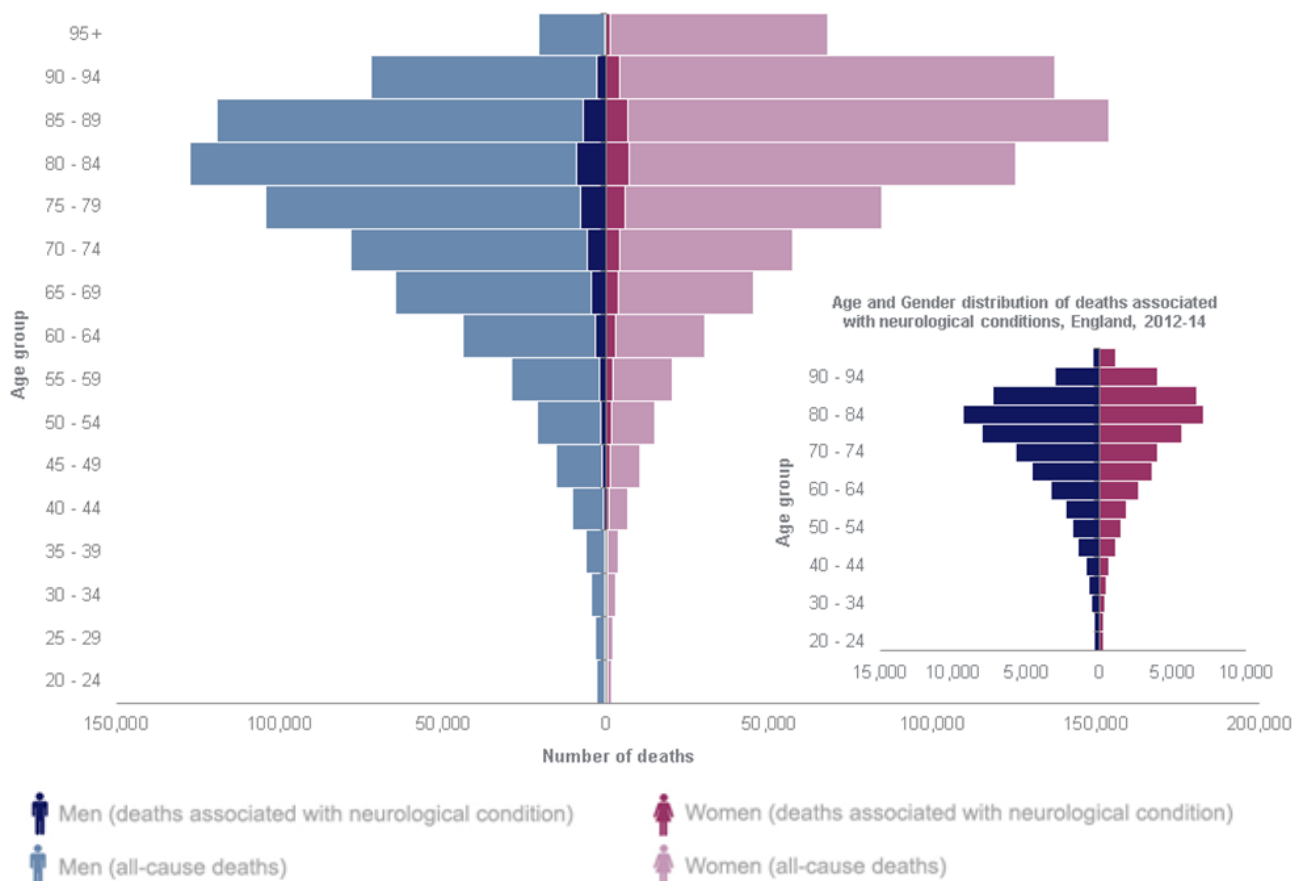 95+
90 - 94
85 - 89
80 - 84
75 - 79
70 - 74
65 - 69
60 - 64
55 - 59
50 - 54
45 - 49
40 - 44
35 - 39
30 - 34
25 - 29
20 - 24
Age group
150,000 100,000 50,000 0 50,000 100,000 150,000 200,000
Number of deaths
Age and Gender distribution of deaths associated
with neurological conditions, England, 2012-14
90 - 94
80 - 84
70 - 74
60 - 64
50 - 54
40 - 44
30 - 34
20 - 24
Age group
15,000 10,000 5,000 0 5,000 10,000
Men (deaths associated with neurological condition)
Women (deaths associated with neurological condition)
Men (all-cause deaths)
Women (all-cause deaths)